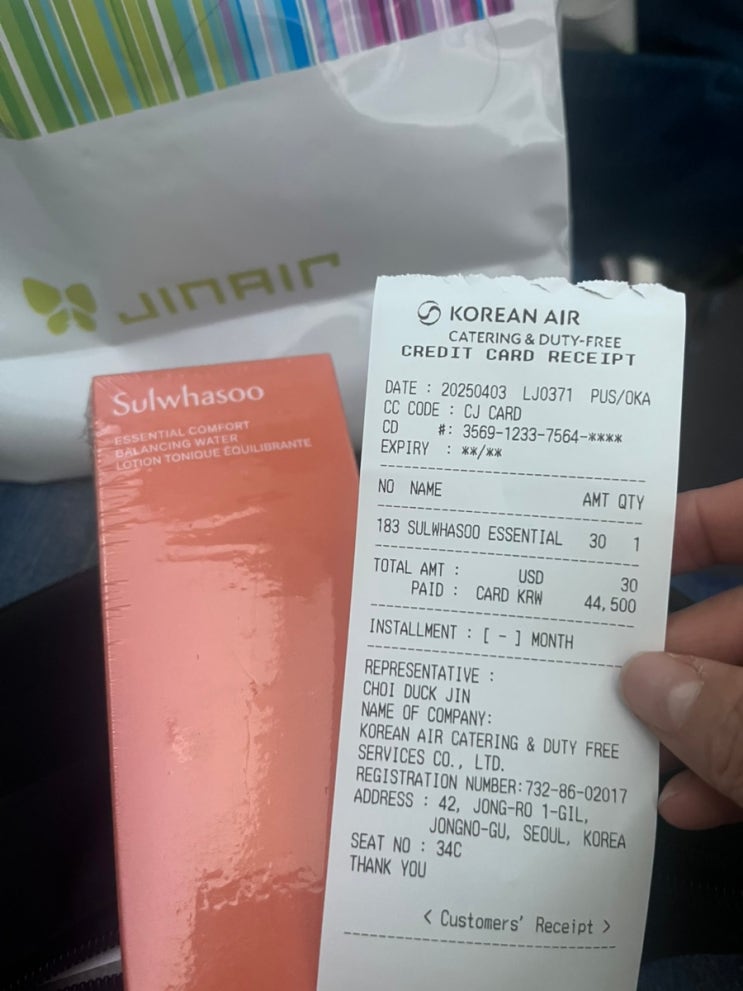 JINAIR
Sulwhasoo
ESSENTIAL COMFORT
BALANCING WATER
LOTION TONIQUE ÉQUILIBRANTE
KOREAN AIR
CATERING & DUTY-FREE
CREDIT CARD RECEIPT
DATE : 20250403 LJ0371 PUS/OKA
CC CODE : CJ CARD
CD #: 3569-1233-7564-****
EXPIRY : **/**
NO NAME AMT QTY
183 SULWHASOO ESSENTIAL 30 1
TOTAL AMT : USD 30
PAID : CARD KRW 44,500
INSTALLMENT : [ - ] MONTH
REPRESENTATIVE :
CHOI DUCK JIN
NAME OF COMPANY:
KOREAN AIR CATERING & DUTY FREE
SERVICES CO., LTD.
REGISTRATION NUMBER:732-86-02017
ADDRESS : 42, JONG-RO 1-GIL,
JONGNO-GU, SEOUL, KOREA
SEAT NO : 34C
THANK YOU
< Customers' Receipt >